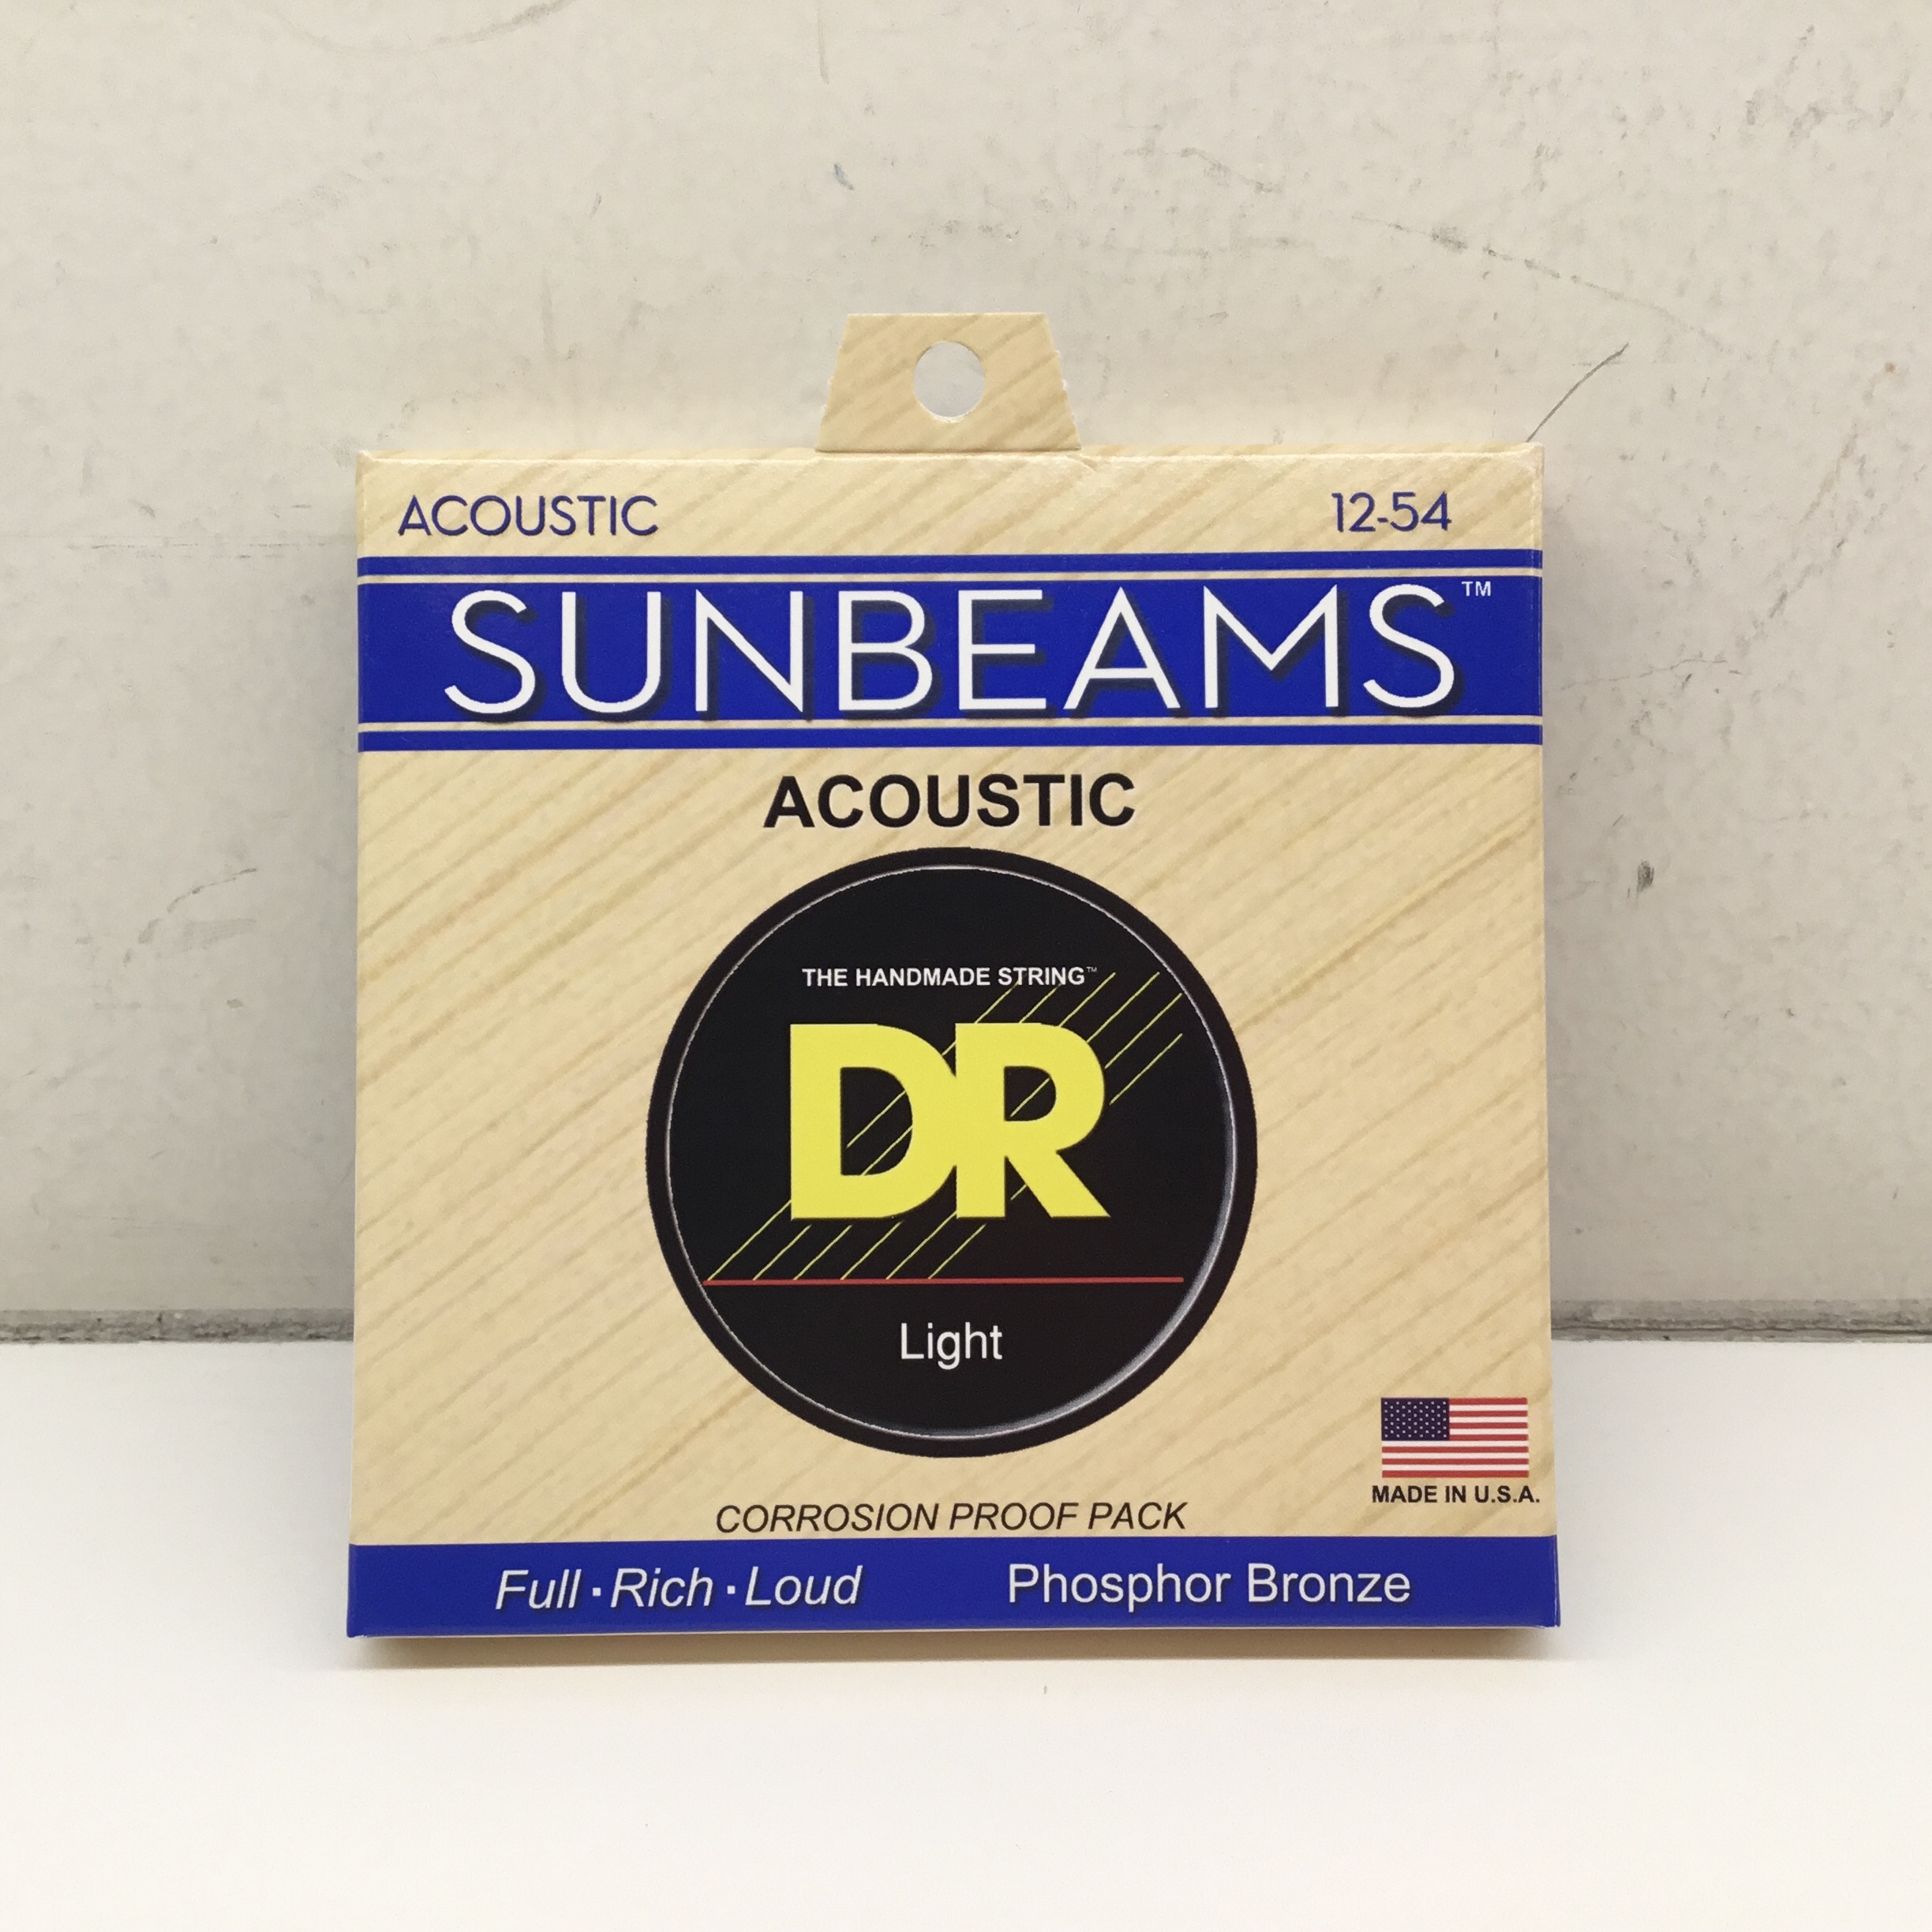 ACOUSTIC 12-54
SUNBEAMS™
ACOUSTIC
THE HANDMADE STRING™
DR
Light
MADE IN U.S.A.
CORROSION PROOF PACK
Full · Rich · Loud Phosphor Bronze